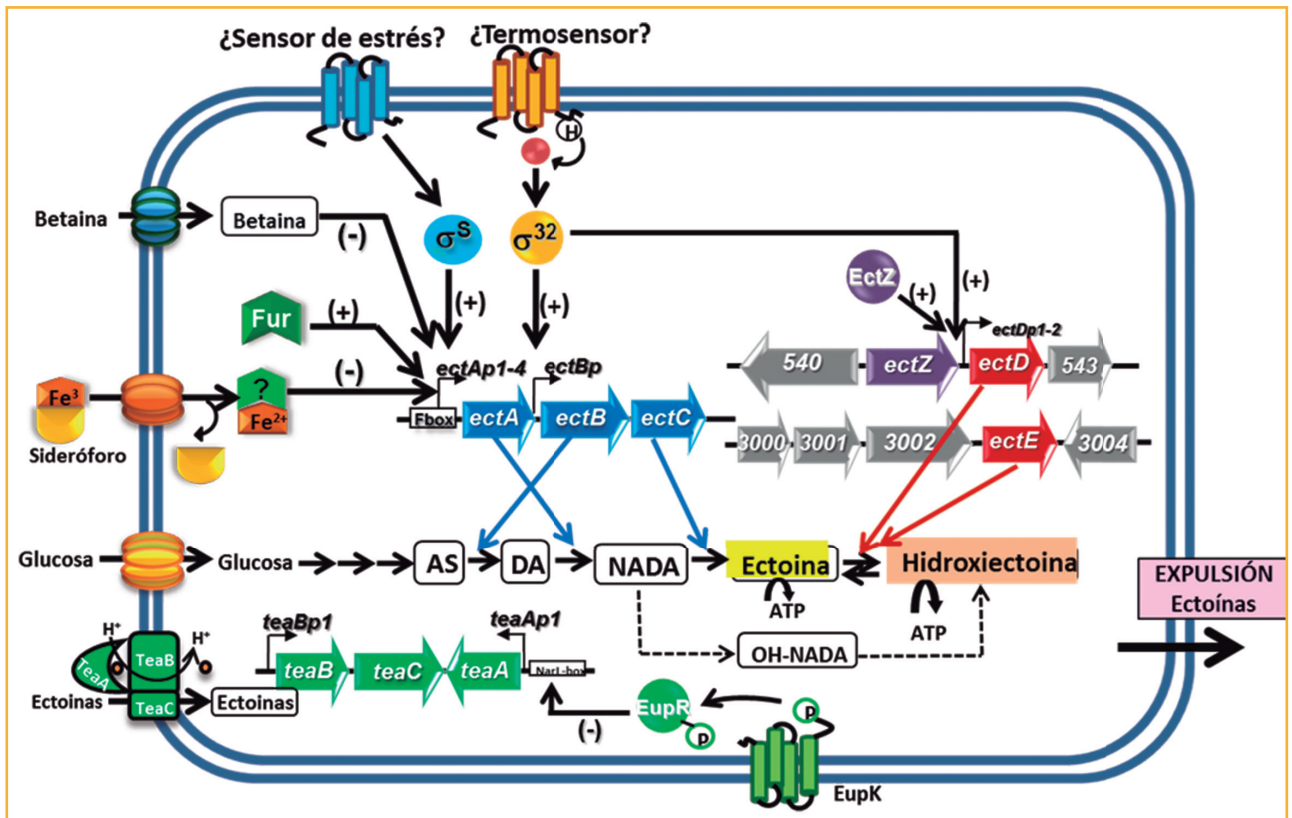 ¿Sensor de estrés?
¿Termosensor?
H
Betaina
Betaina
(-)
σS
σ32
EctZ
(+)
(+)
(+)
(+)
Fur
(+)
ectDp1-2
540
ectZ
ectD
543
(-)
ectAp1-4
ectBp
Fe3
?
Fe2+
Fbox
ectA
ectB
ectC
3000
3001
3002
ectE
3004
Sideróforo
Glucosa
Glucosa
AS
DA
NADA
Ectoina
Hidroxiectoina
ATP
ATP
EXPULSIÓN
Ectoínas
H+
H+
teaBp1
teaAp1
TeaA
TeaB
teaB
teaC
teaA
NarL-box
OH-NADA
Ectoinas
TeaC
Ectoinas
EupR
P
P
(-)
EupK